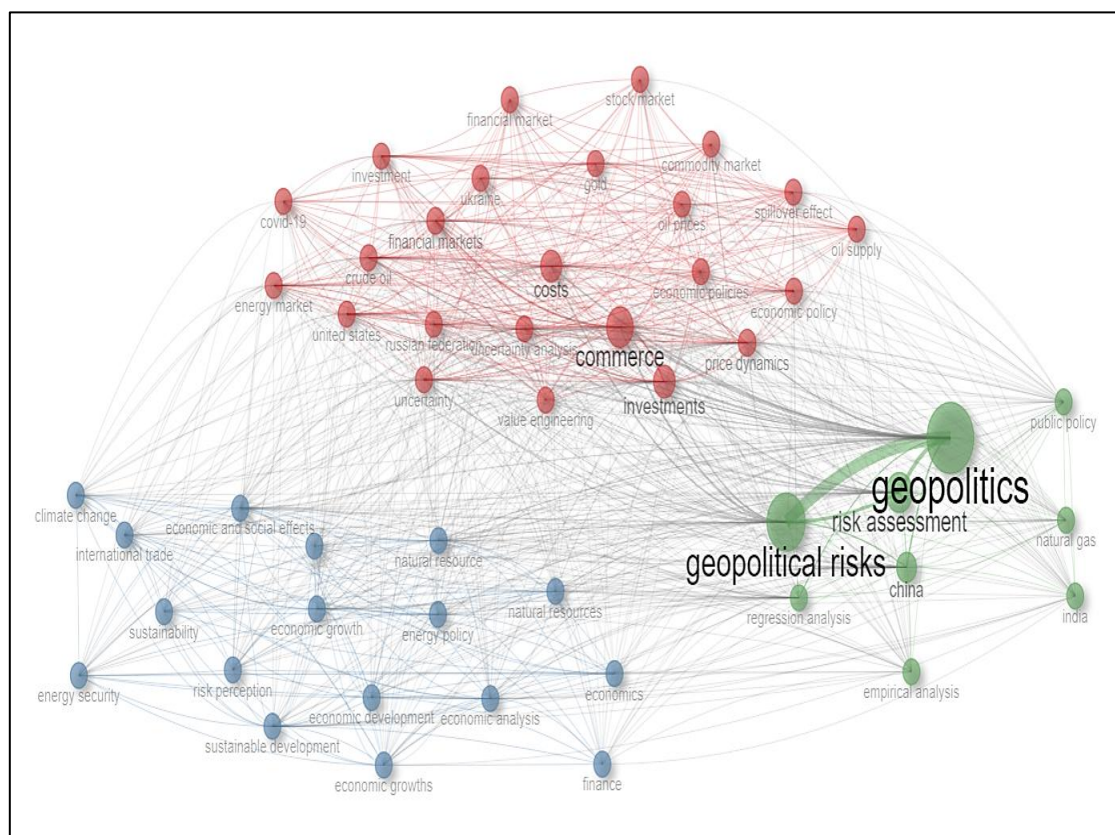 stock market
financial market
commodity market
investment
gold
ukraine
spillover effect
covid-19
oil prices
financial markets
oil supply
crude oil
economic policies
costs
energy market
economic policy
united states
russian federation
uncertainty analysis
commerce
price dynamics
uncertainty
investments
value engineering
public policy
geopolitics
climate change
economic and social effects
risk assessment
international trade
natural resource
natural gas
geopolitical risks
china
natural resources
regression analysis
india
sustainability
economic growth
energy policy
energy security
risk perception
economics
empirical analysis
economic development
economic analysis
sustainable development
economic growths
finance